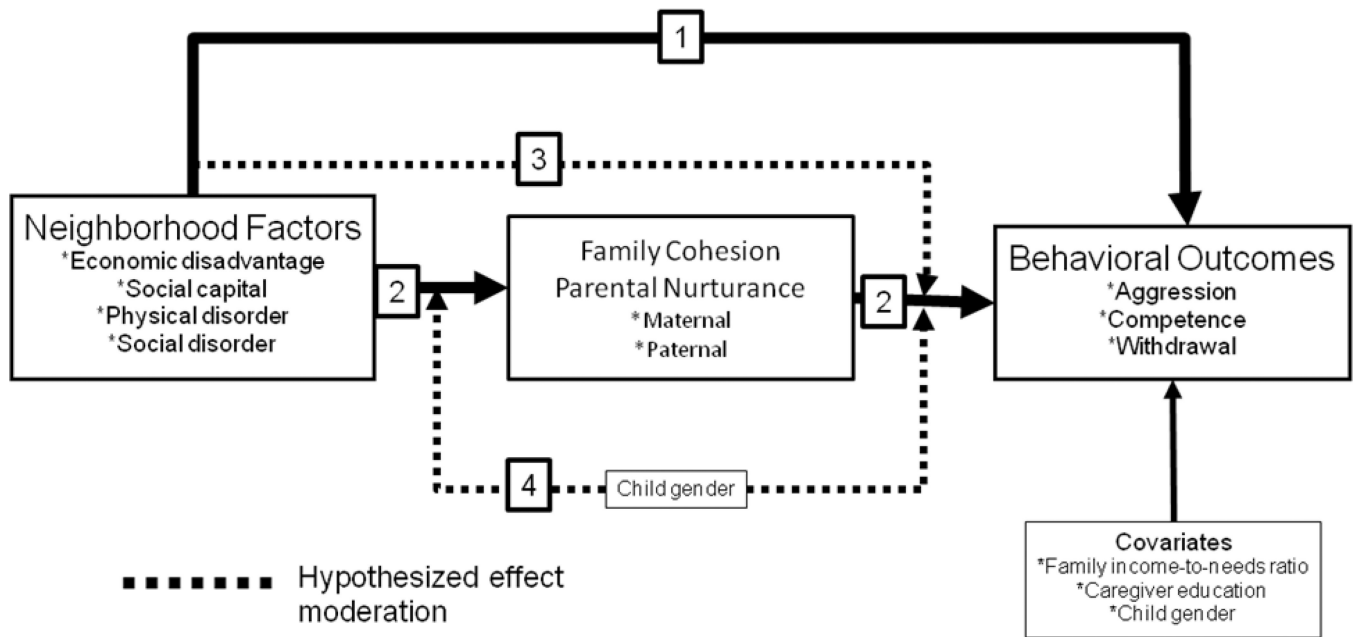 1
3
Neighborhood Factors
*Economic disadvantage
*Social capital
*Physical disorder
*Social disorder
2
Family Cohesion
Parental Nurturance
* Maternal
* Paternal
2
Behavioral Outcomes
*Aggression
*Competence
*Withdrawal
4
Child gender
Covariates
*Family income-to-needs ratio
*Caregiver education
*Child gender
Hypothesized effect
moderation